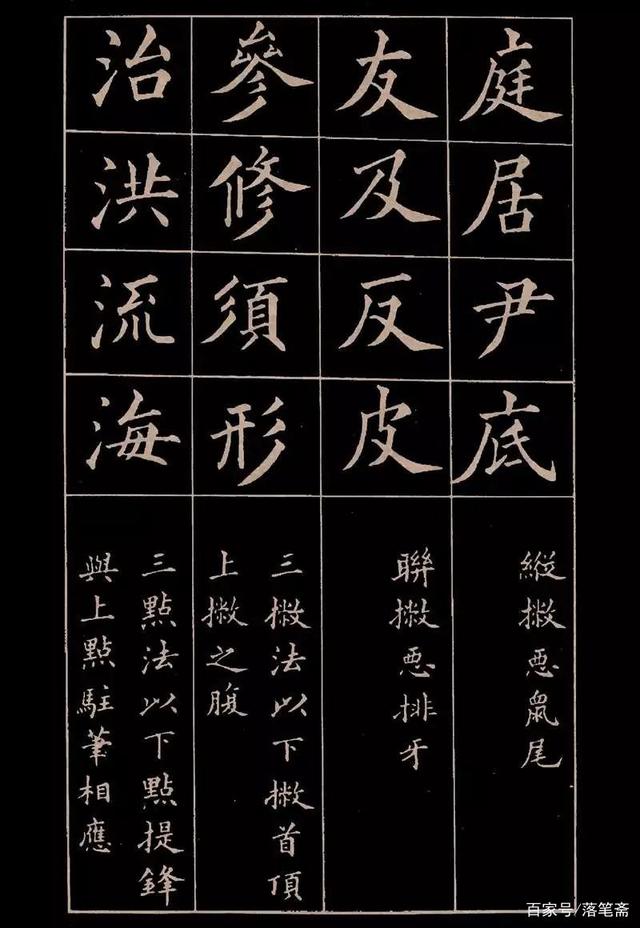 庭居尹底
縱撇惡鼠尾
友及反皮
聯撇惡排牙
參修須形
三撇法以下撇首頂
上撇之腹
治洪流海
三點法以下點提鋒
與上點駐筆相應
百家号/落笔斋